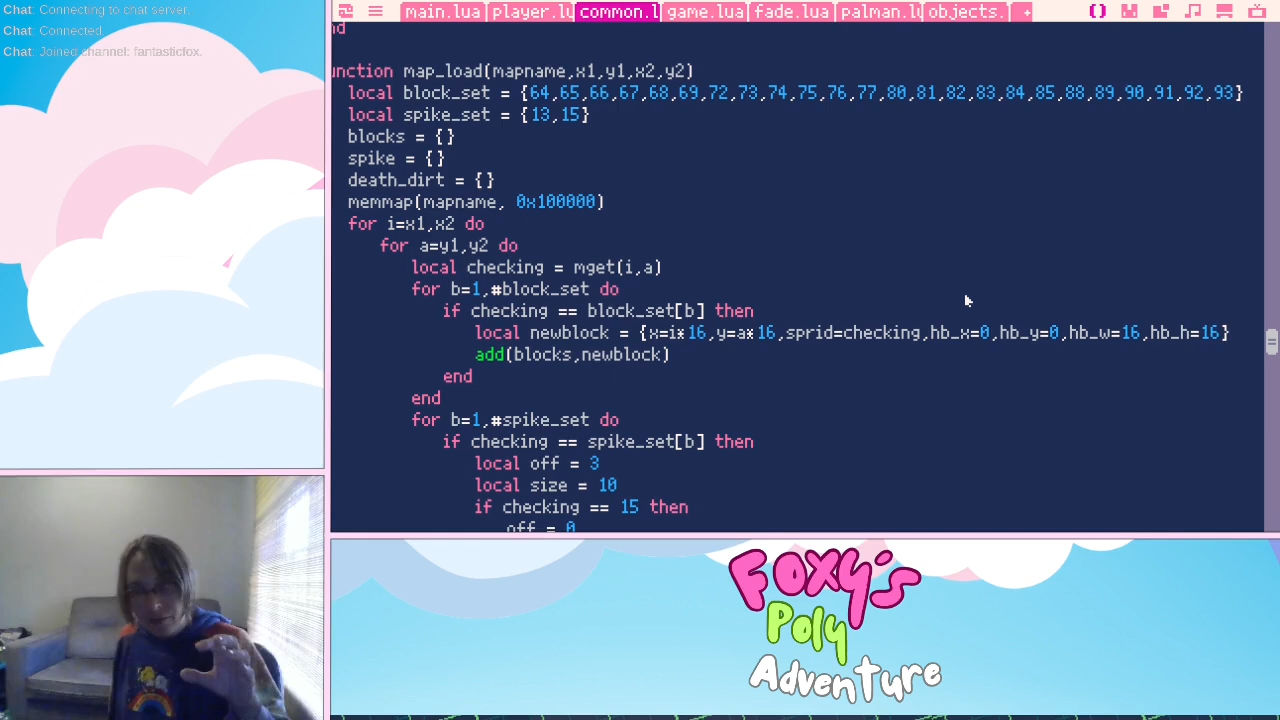 Chat: Connecting to chat server.
Chat: Connected.
Chat: Joined channel: fantasticfox.
main.lua player.lu common.l game.lua fade.lua palman.lu objects. +
nd
unction map_load(mapname,x1,y1,x2,y2)
local block_set = {64,65,66,67,68,69,72,73,74,75,76,77,80,81,82,83,84,85,88,89,90,91,92,93}
local spike_set = {13,15}
blocks = {}
spike = {}
death_dirt = {}
memmap(mapname, 0x100000)
for i=x1,x2 do
for a=y1,y2 do
local checking = mget(i,a)
for b=1,#block_set do
if checking == block_set[b] then
local newblock = {x=i*16,y=a*16,sprid=checking,hb_x=0,hb_y=0,hb_w=16,hb_h=16}
add(blocks,newblock)
end
end
for b=1,#spike_set do
if checking == spike_set[b] then
local off = 3
local size = 10
if checking == 15 then
off = 0
Foxy's
Poly
Adventure